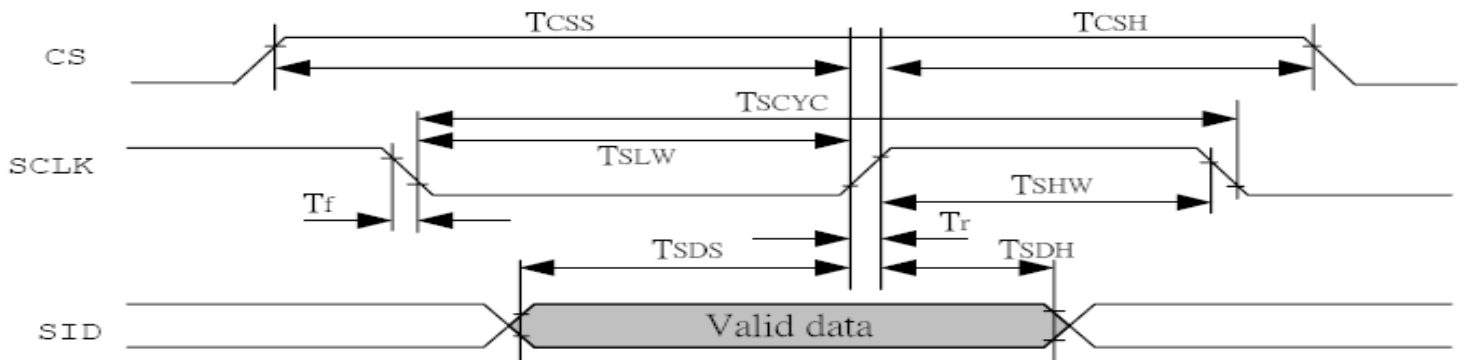 TCSS TCSH
CS
TSCYC
TSLW
SCLK
TSHW
Tf
Tr
TSDS TSDH
Valid data
SID